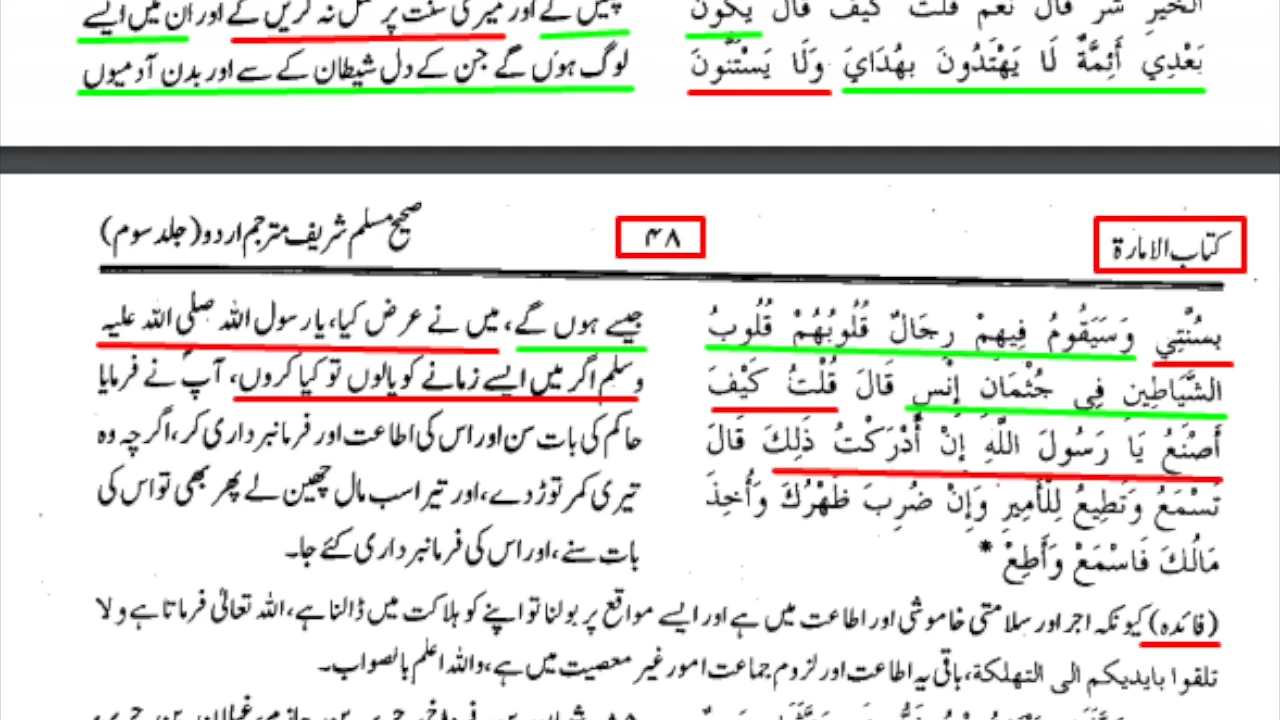 الخَيْرِ شَرٌّ قَالَ نَعَمْ قُلْتُ كَيْفَ قَالَ يَكُونُ
بَعْدِي أَئِمَّةٌ لَا يَهْتَدُونَ بِهُدَايَ وَلَا يَسْتَنُّونَ
اور میری سنت پر عمل نہ کریں گے اور ان میں ایسے
لوگ ہوں گے جن کے دل شیطان کے سے اور بدن آدمیوں
کتاب الامارۃ
۴۸
صحیح مسلم شریف مترجم اردو (جلد سوم)
بِسُنَّتِي وَسَيَقُومُ فِيهِمْ رِجَالٌ قُلُوبُهُمْ قُلُوبُ
الشَّيَاطِينِ فِي جُثْمَانِ إِنْسٍ قَالَ قُلْتُ كَيْفَ
أَصْنَعُ يَا رَسُولَ اللَّهِ إِنْ أَدْرَكْتُ ذَلِكَ قَالَ
تَسْمَعُ وَتُطِيعُ لِلْأَمِيرِ وَإِنْ ضُرِبَ ظَهْرُكَ وَأُخِذَ
مَالُكَ فَاسْمَعْ وَأَطِعْ *
جیسے ہوں گے، میں نے عرض کیا، یا رسول اللہ صلی اللہ علیہ
وسلم اگر میں ایسے زمانے کو پالوں تو کیا کروں، آپ نے فرمایا
حاکم کی بات سن اور اس کی اطاعت اور فرمانبرداری کر، اگرچہ وہ
تیری کمر توڑ دے، اور تیرا سب مال چھین لے پھر بھی تو اس کی
بات سنے، اور اس کی فرمانبرداری کئے جا۔
(فائدہ) کیونکہ اجر اور سلامتی خاموشی اور اطاعت میں ہے اور ایسے مواقع پر بولنا تو اپنے کو ہلاکت میں ڈالنا ہے، اللہ تعالیٰ فرماتا ہے ولا
تلقوا بایدیکم الی التھلکۃ، باقی یہ اطاعت اور لزوم جماعت امور غیر معصیت میں ہے، واللہ اعلم بالصواب۔